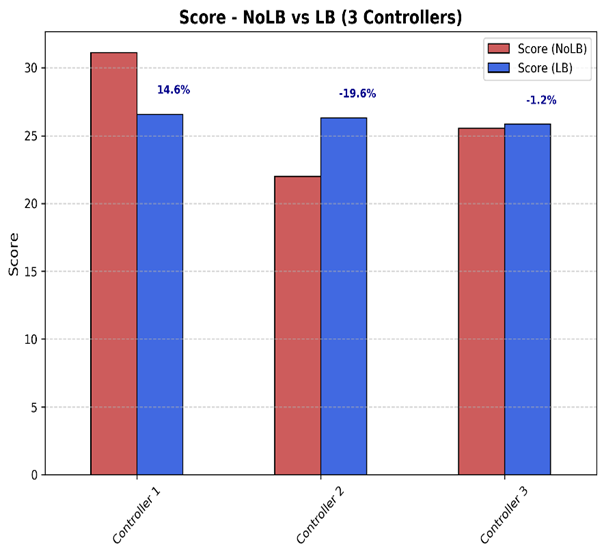 Score - NoLB vs LB (3 Controllers)
Score (NoLB)
Score (LB)
14.6%
-19.6%
-1.2%
Score
30
25
20
15
10
5
0
Controller 1
Controller 2
Controller 3